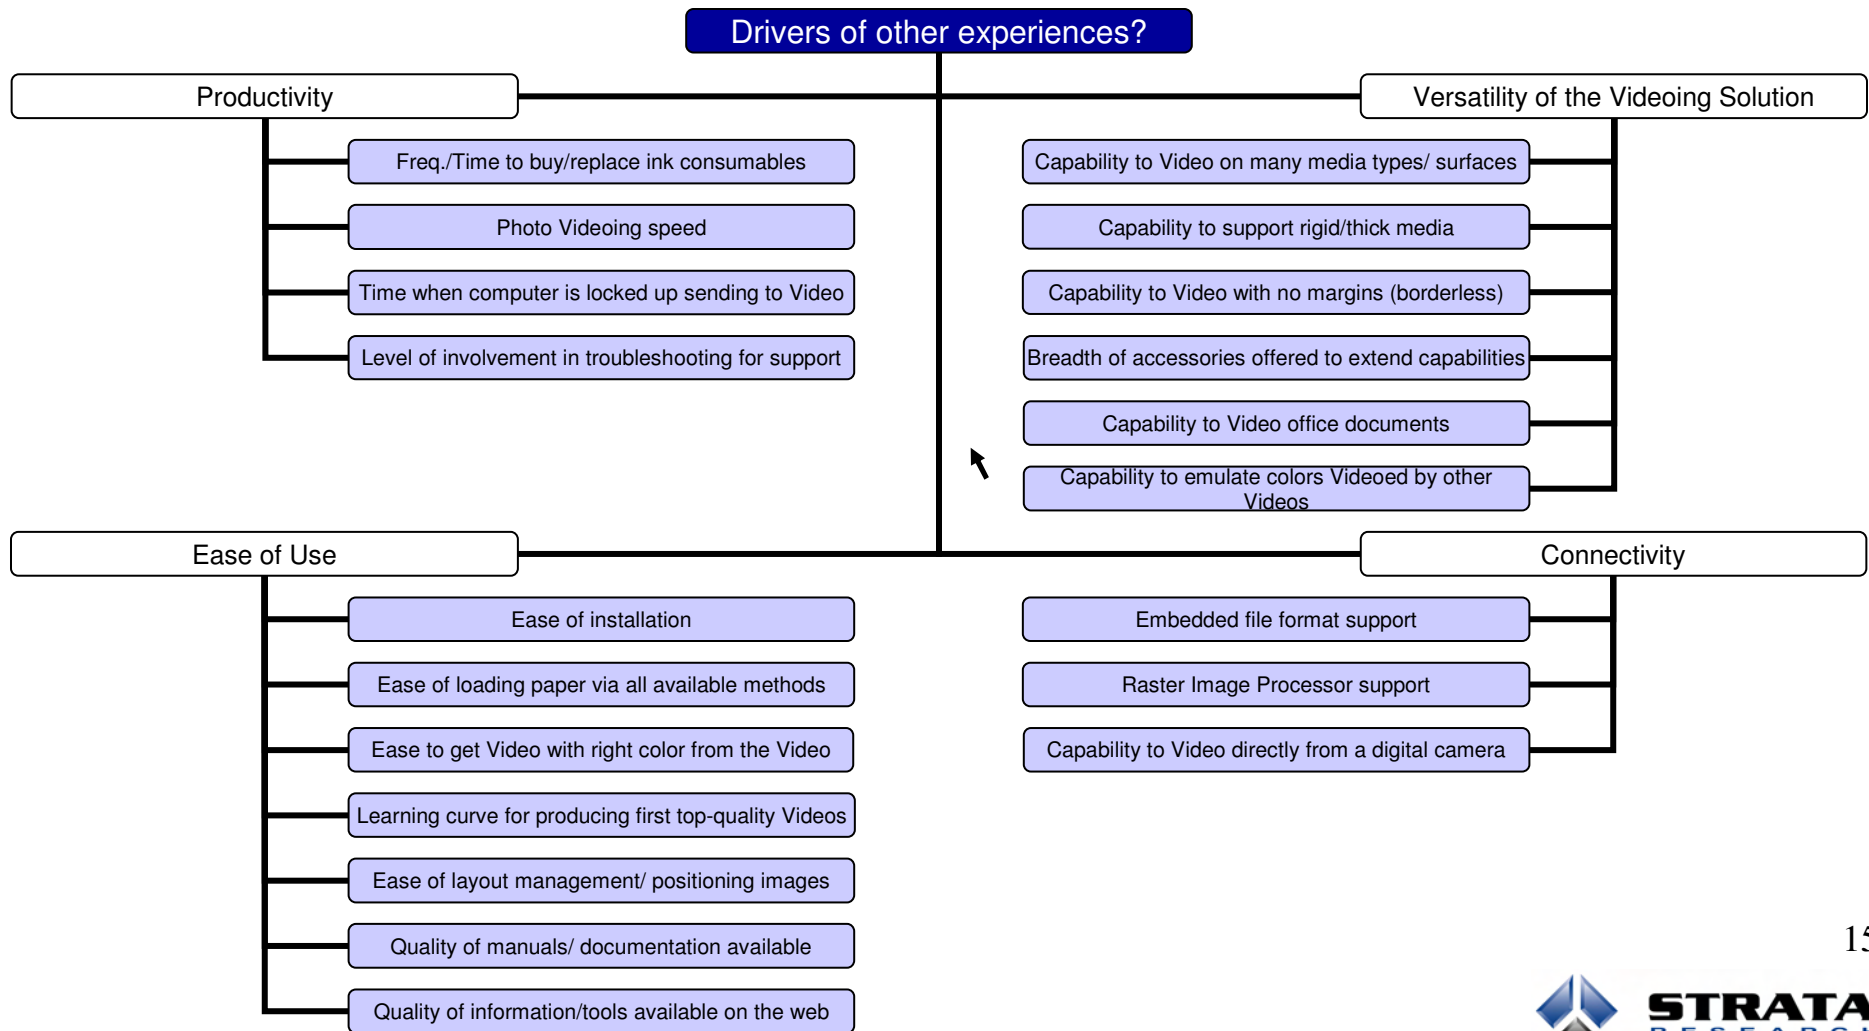 Drivers of other experiences?
Productivity
Freq./Time to buy/replace ink consumables
Photo Videoing speed
Time when computer is locked up sending to Video
Level of involvement in troubleshooting for support
Versatility of the Videoing Solution
Capability to Video on many media types/ surfaces
Capability to support rigid/thick media
Capability to Video with no margins (borderless)
Breadth of accessories offered to extend capabilities
Capability to Video office documents
Capability to emulate colors Videoed by other
Videos
Ease of Use
Ease of installation
Ease of loading paper via all available methods
Ease to get Video with right color from the Video
Learning curve for producing first top-quality Videos
Ease of layout management/ positioning images
Quality of manuals/ documentation available
Quality of information/tools available on the web
Connectivity
Embedded file format support
Raster Image Processor support
Capability to Video directly from a digital camera
15
STRATA